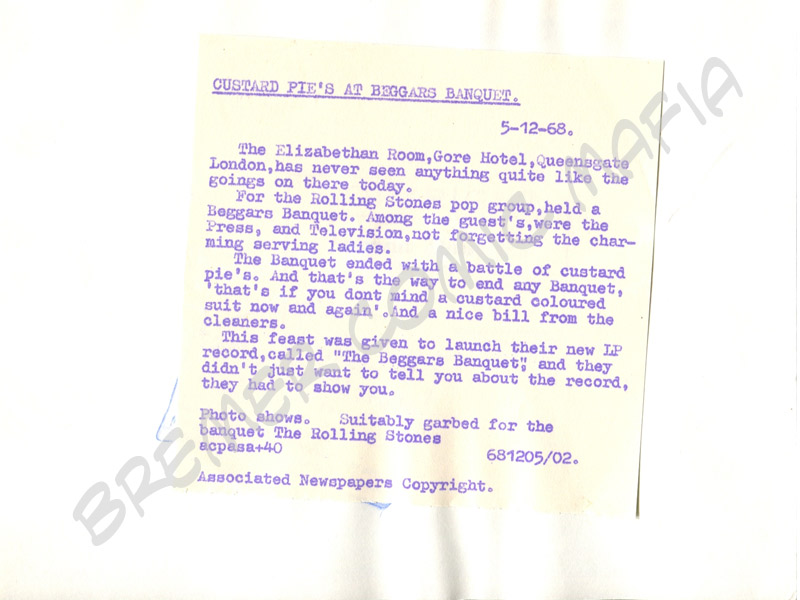 CUSTARD PIE'S AT BEGGARS BANQUET.
5-12-68.
The Elizabethan Room,Gore Hotel,Queensgate
London,has never seen anything quite like the
goings on there today.
For the Rolling Stones pop group,held a
Beggars Banquet. Among the guest's,were the
Press, and Television,not forgetting the char-
ming serving ladies.
The Banquet ended with a battle of custard
pie's. And that's the way to end any Banquet,
'that's if you dont mind a custard coloured
suit now and again'.And a nice bill from the
cleaners.
This feast was given to launch their new LP
record,called "The Beggars Banquet", and they
didn't just want to tell you about the record,
they had to show you.
Photo shows. Suitably garbed for the
banquet The Rolling Stones
acpasa+40 681205/02.
Associated Newspapers Copyright.
BREMER COMIC MAFIA